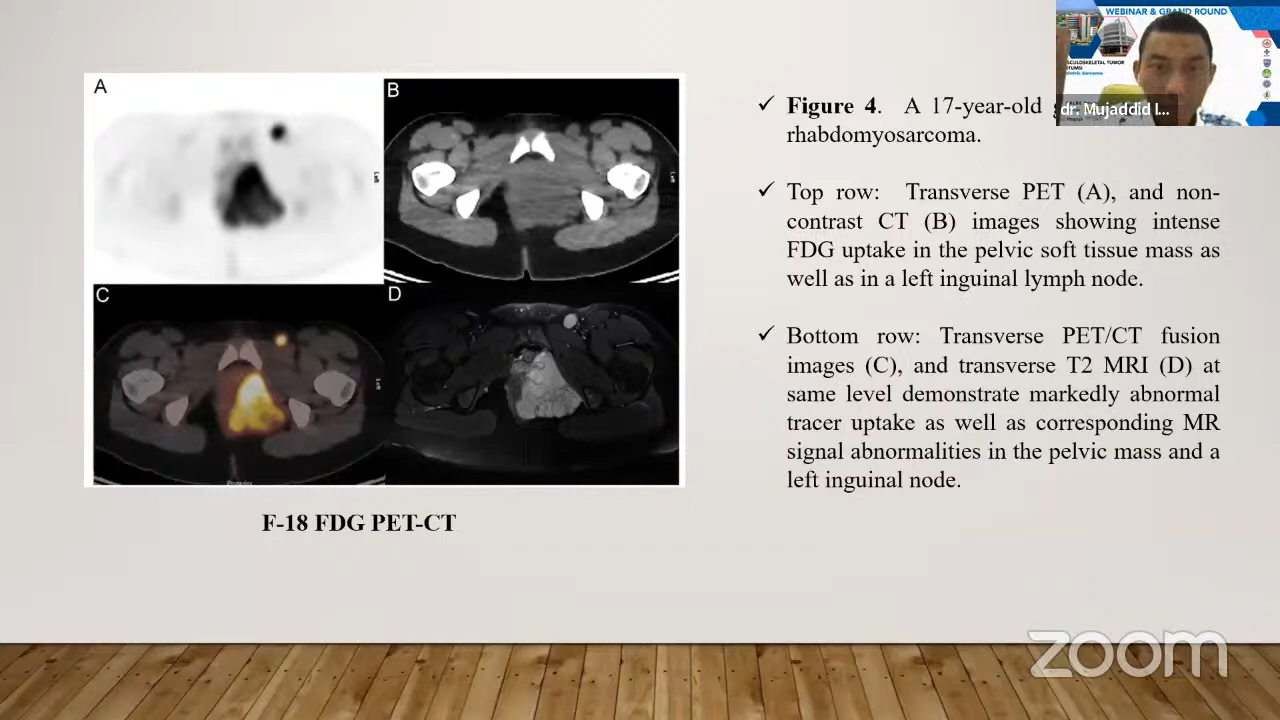 A
B
C
D
Left
Left
Left
Posterior
F-18 FDG PET-CT
✓ Figure 4. A 17-year-old
rhabdomyosarcoma.
✓ Top row: Transverse PET (A), and non-
contrast CT (B) images showing intense
FDG uptake in the pelvic soft tissue mass as
well as in a left inguinal lymph node.
✓ Bottom row: Transverse PET/CT fusion
images (C), and transverse T2 MRI (D) at
same level demonstrate markedly abnormal
tracer uptake as well as corresponding MR
signal abnormalities in the pelvic mass and a
left inguinal node.
WEBINAR & GRAND ROUND
dr. Mujaddid I...
zoom